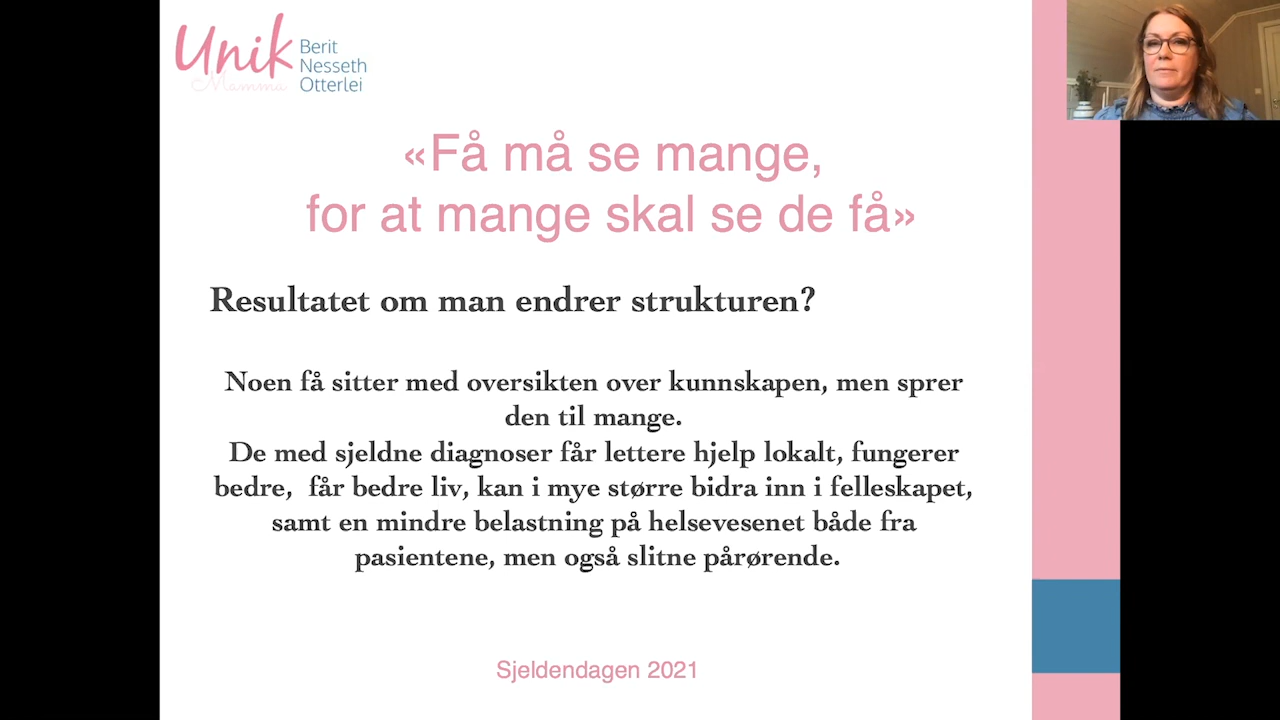 Unik
Mamma
Berit
Nesseth
Otterlei
«Få må se mange,
for at mange skal se de få»
Resultatet om man endrer strukturen?
Noen få sitter med oversikten over kunnskapen, men sprer
den til mange.
De med sjeldne diagnoser får lettere hjelp lokalt, fungerer
bedre,  får bedre liv, kan i mye større bidra inn i felleskapet,
samt en mindre belastning på helsevesenet både fra
pasientene, men også slitne pårørende.
Sjeldendagen 2021